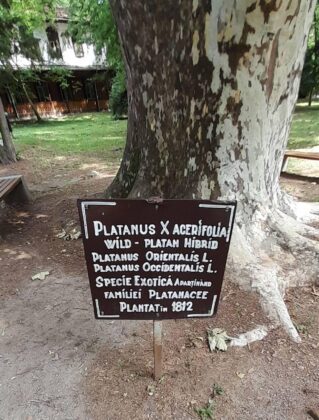 PLATANUS X ACERIFOLIA
WILD - PLATAN HIBRID
PLATANUS ORIENTALIS L.
PLATANUS OCCIDENTALIS L.
SPECIE EXOTICĂ APARȚINÂND
FAMILIEI PLATANACEE
PLANTAT în 1812